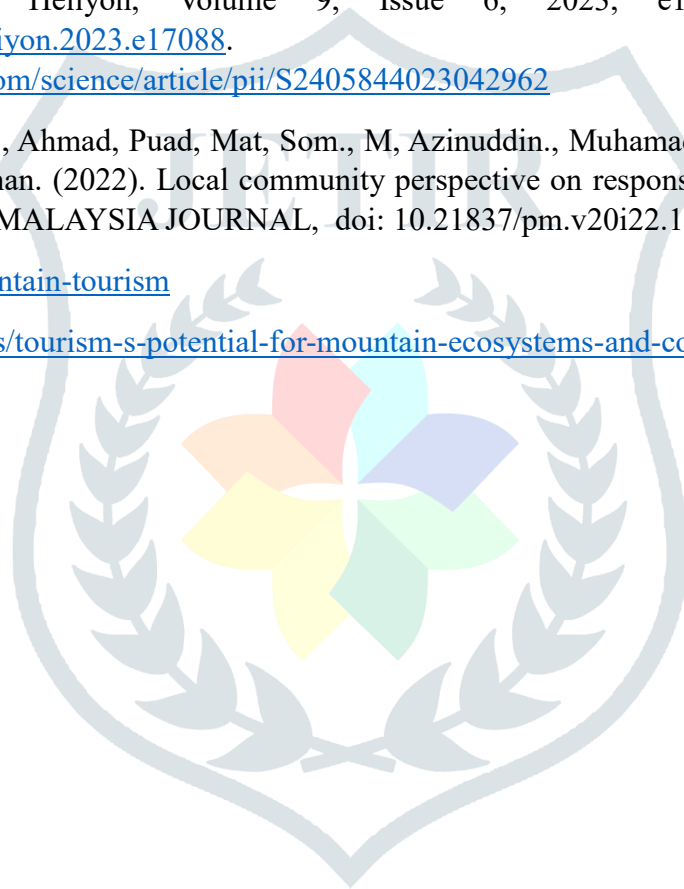 Heliyon, Volume 9, Issue 6, 2023, e1
iyon.2023.e17088.
om/science/article/pii/S2405844023042962
., Ahmad, Puad, Mat, Som., M, Azinuddin., Muhamad
nan. (2022). Local community perspective on respons
MALAYSIA JOURNAL, doi: 10.21837/pm.v20i22.1
ntain-tourism
s/tourism-s-potential-for-mountain-ecosystems-and-co
JETIR